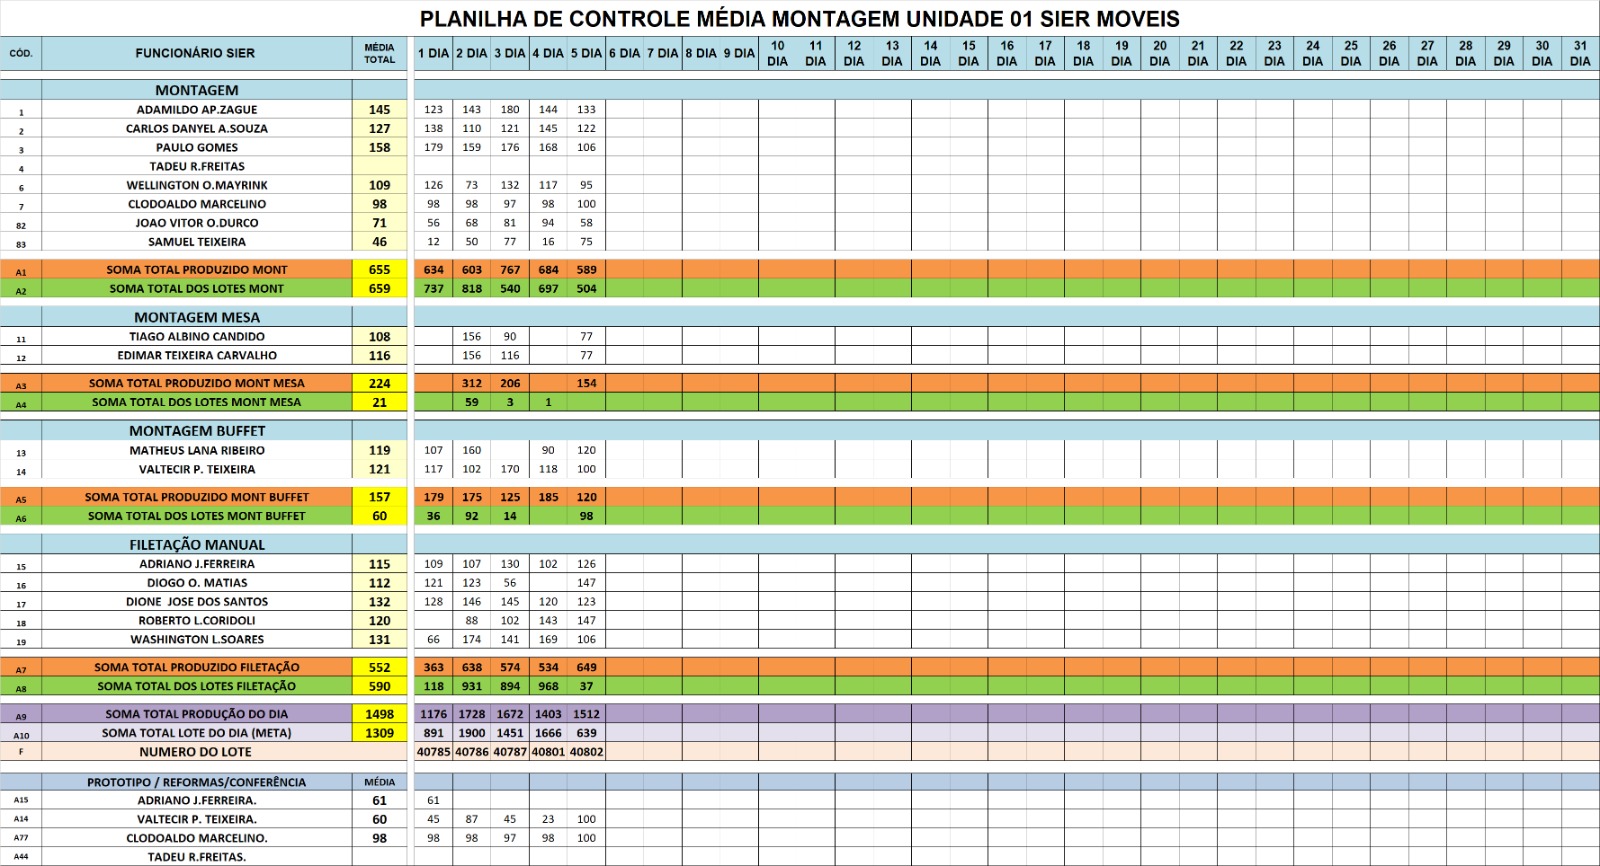 PLANILHA DE CONTROLE MÉDIA MONTAGEM UNIDADE 01 SIER MOVEIS
CÓD. FUNCIONÁRIO SIER MÉDIA TOTAL 1 DIA 2 DIA 3 DIA 4 DIA 5 DIA 6 DIA 7 DIA 8 DIA 9 DIA 10 DIA 11 DIA 12 DIA 13 DIA 14 DIA 15 DIA 16 DIA 17 DIA 18 DIA 19 DIA 20 DIA 21 DIA 22 DIA 23 DIA 24 DIA 25 DIA 26 DIA 27 DIA 28 DIA 29 DIA 30 DIA 31 DIA
MONTAGEM
1 ADAMILDO AP.ZAGUE 145 123 143 180 144 133
2 CARLOS DANYEL A.SOUZA 127 138 110 121 145 122
3 PAULO GOMES 158 179 159 176 168 106
4 TADEU R.FREITAS
6 WELLINGTON O.MAYRINK 109 126 73 132 117 95
7 CLODOALDO MARCELINO 98 98 98 97 98 100
82 JOAO VITOR O.DURCO 71 56 68 81 94 58
83 SAMUEL TEIXEIRA 46 12 50 77 16 75
A1 SOMA TOTAL PRODUZIDO MONT 655 634 603 767 684 589
A2 SOMA TOTAL DOS LOTES MONT 659 737 818 540 697 504
MONTAGEM MESA
11 TIAGO ALBINO CANDIDO 108 156 90 77
12 EDIMAR TEIXEIRA CARVALHO 116 156 116 77
A3 SOMA TOTAL PRODUZIDO MONT MESA 224 312 206 154
A4 SOMA TOTAL DOS LOTES MONT MESA 21 59 3 1
MONTAGEM BUFFET
13 MATHEUS LANA RIBEIRO 119 107 160 90 120
14 VALTECIR P. TEIXEIRA 121 117 102 170 118 100
A5 SOMA TOTAL PRODUZIDO MONT BUFFET 157 179 175 125 185 120
A6 SOMA TOTAL DOS LOTES MONT BUFFET 60 36 92 14 98
FILETAÇÃO MANUAL
15 ADRIANO J.FERREIRA 115 109 107 130 102 126
16 DIOGO O. MATIAS 112 121 123 56 147
17 DIONE JOSE DOS SANTOS 132 128 146 145 120 123
18 ROBERTO L.CORIDOLI 120 88 102 143 147
19 WASHINGTON L.SOARES 131 66 174 141 169 106
A7 SOMA TOTAL PRODUZIDO FILETAÇÃO 552 363 638 574 534 649
A8 SOMA TOTAL DOS LOTES FILETAÇÃO 590 118 931 894 968 37
A9 SOMA TOTAL PRODUÇÃO DO DIA 1498 1176 1728 1672 1403 1512
A10 SOMA TOTAL LOTE DO DIA (META) 1309 891 1900 1451 1666 639
F NUMERO DO LOTE 40785 40786 40787 40801 40802
PROTOTIPO / REFORMAS/CONFERÊNCIA MÉDIA
A15 ADRIANO J.FERREIRA. 61 61
A14 VALTECIR P. TEIXEIRA. 60 45 87 45 23 100
A77 CLODOALDO MARCELINO. 98 98 98 97 98 100
A44 TADEU R.FREITAS.